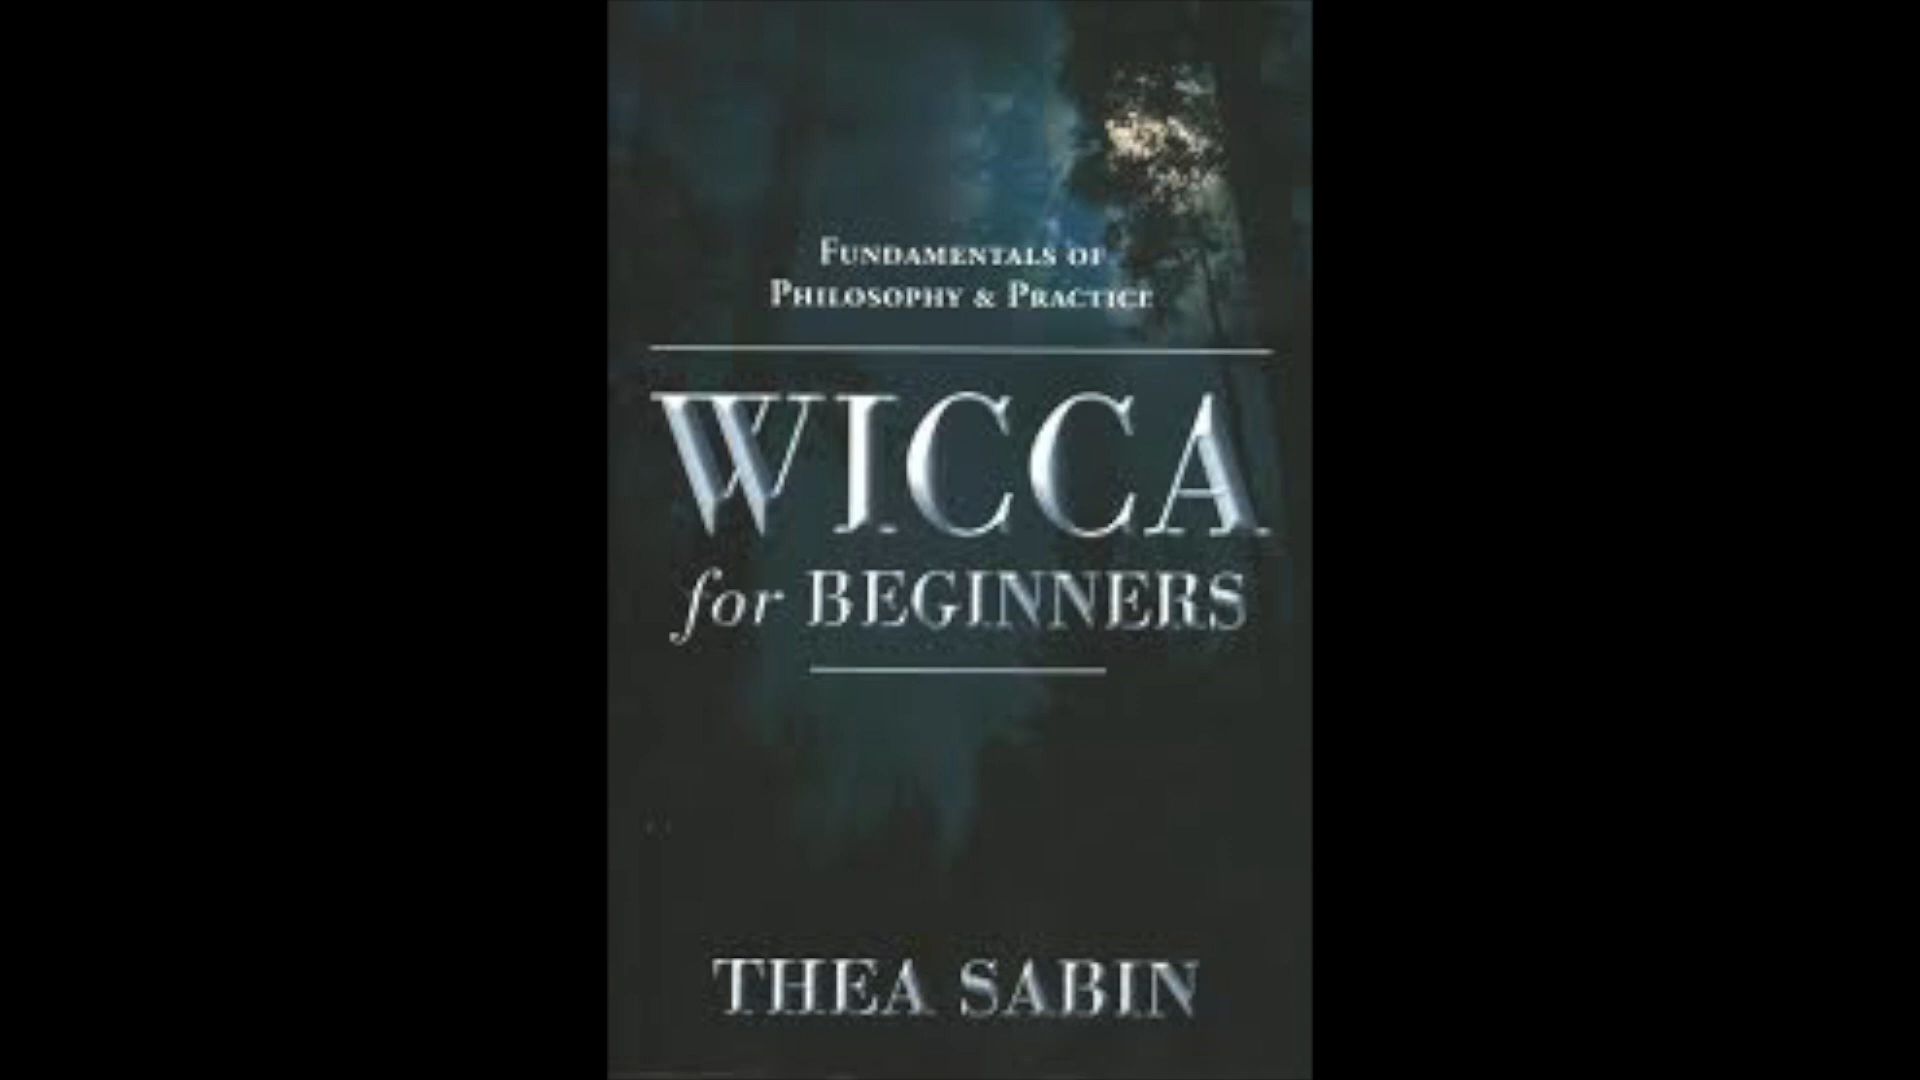 FUNDAMENTALS OF
PHILOSOPHY & PRACTICE
WICCA
for BEGINNERS
THEA SABIN